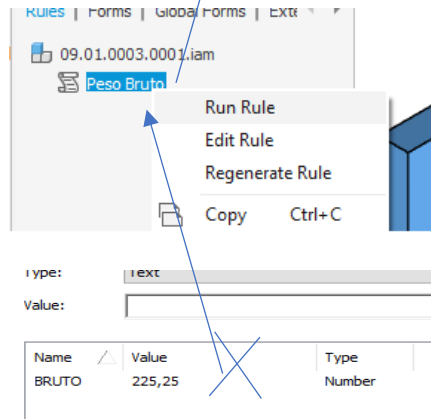 Rules | Forms | Global Forms | Exte
09.01.0003.0001.iam
Peso Bruto
Run Rule
Edit Rule
Regenerate Rule
Copy Ctrl+C
Type: Text
Value:
Name Value Type
BRUTO 225,25 Number